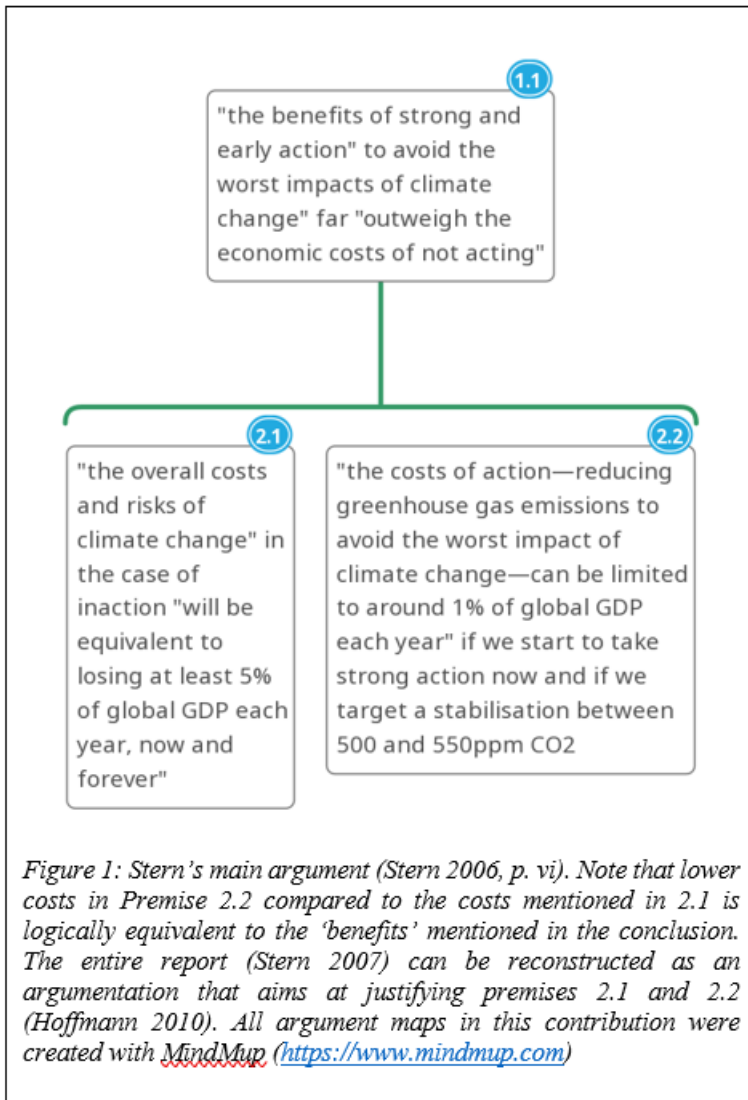 1.1
"the benefits of strong and
early action" to avoid the
worst impacts of climate
change" far "outweigh the
economic costs of not acting"
2.1
"the overall costs
and risks of
climate change" in
the case of
inaction "will be
equivalent to
losing at least 5%
of global GDP each
year, now and
forever"
2.2
"the costs of action—reducing
greenhouse gas emissions to
avoid the worst impact of
climate change—can be limited
to around 1% of global GDP
each year" if we start to take
strong action now and if we
target a stabilisation between
500 and 550ppm CO2
Figure 1: Stern's main argument (Stern 2006, p. vi). Note that lower
costs in Premise 2.2 compared to the costs mentioned in 2.1 is
logically equivalent to the ‘benefits’ mentioned in the conclusion.
The entire report (Stern 2007) can be reconstructed as an
argumentation that aims at justifying premises 2.1 and 2.2
(Hoffmann 2010). All argument maps in this contribution were
created with MindMup (https://www.mindmup.com)